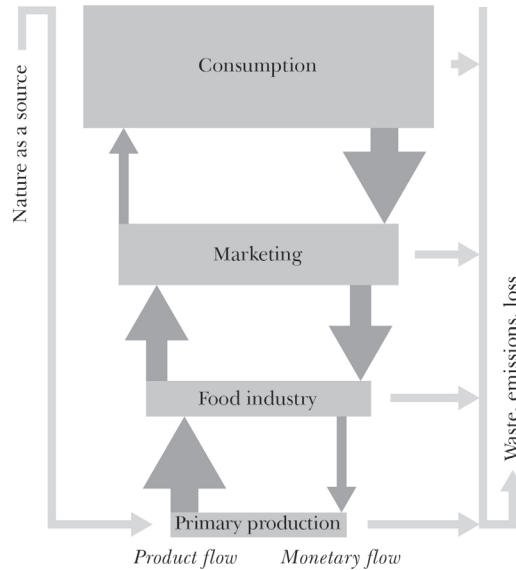 Nature as a source
Consumption
Marketing
Food industry
Primary production
Product flow
Monetary flow
Waste, emissions, loss